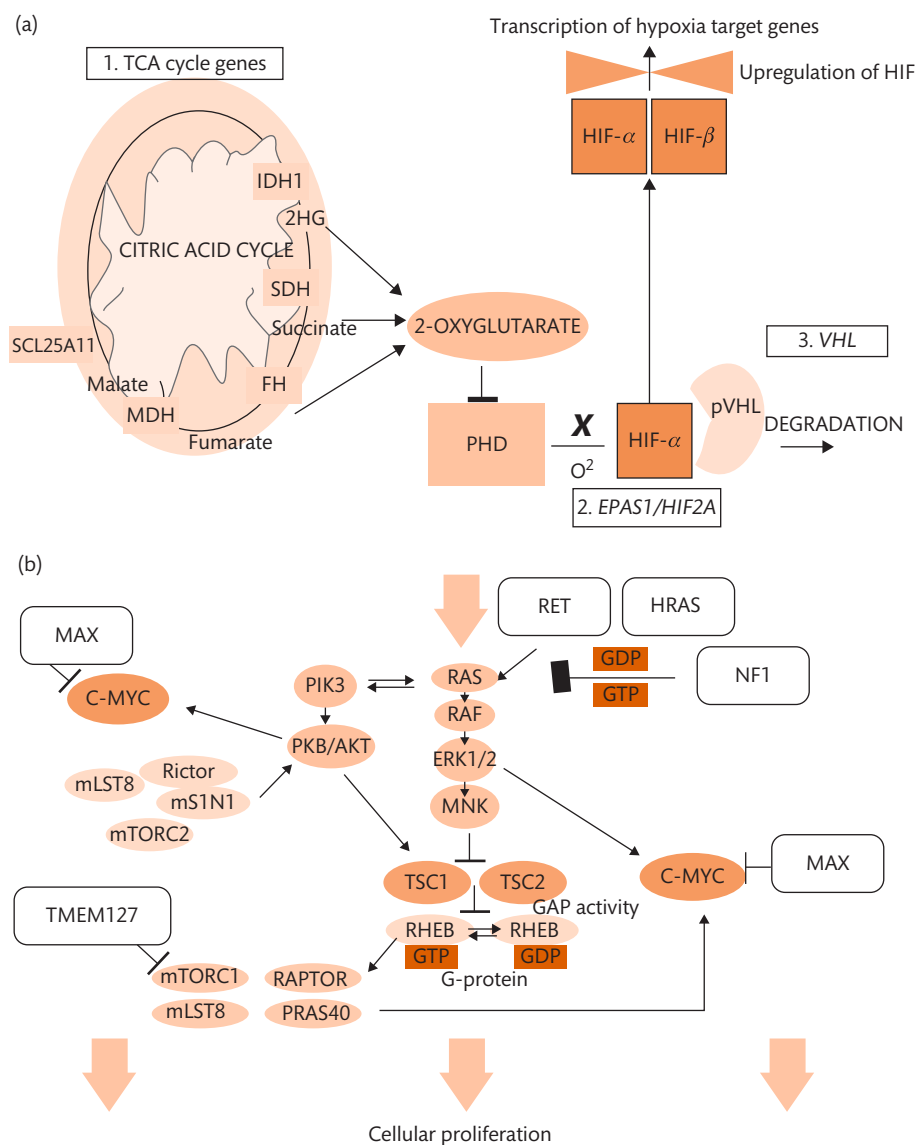 (a)
Transcription of hypoxia target genes
1. TCA cycle genes
Upregulation of HIF
HIF-α
HIF-β
IDH1
2HG
CITRIC ACID CYCLE
SDH
Succinate
2-OXYGLUTARATE
SCL25A11
3. VHL
Malate
FH
MDH
Fumarate
PHD
X
O²
HIF-α
pVHL
DEGRADATION
2. EPAS1/HIF2A
(b)
RET
HRAS
MAX
GDP
GTP
NF1
C-MYC
PIK3
RAS
RAF
PKB/AKT
ERK1/2
Rictor
mLST8
mS1N1
mTORC2
MNK
MAX
C-MYC
TSC1
TSC2
GAP activity
TMEM127
RHEB
RHEB
GTP
GDP
G-protein
mTORC1
RAPTOR
mLST8
PRAS40
Cellular proliferation